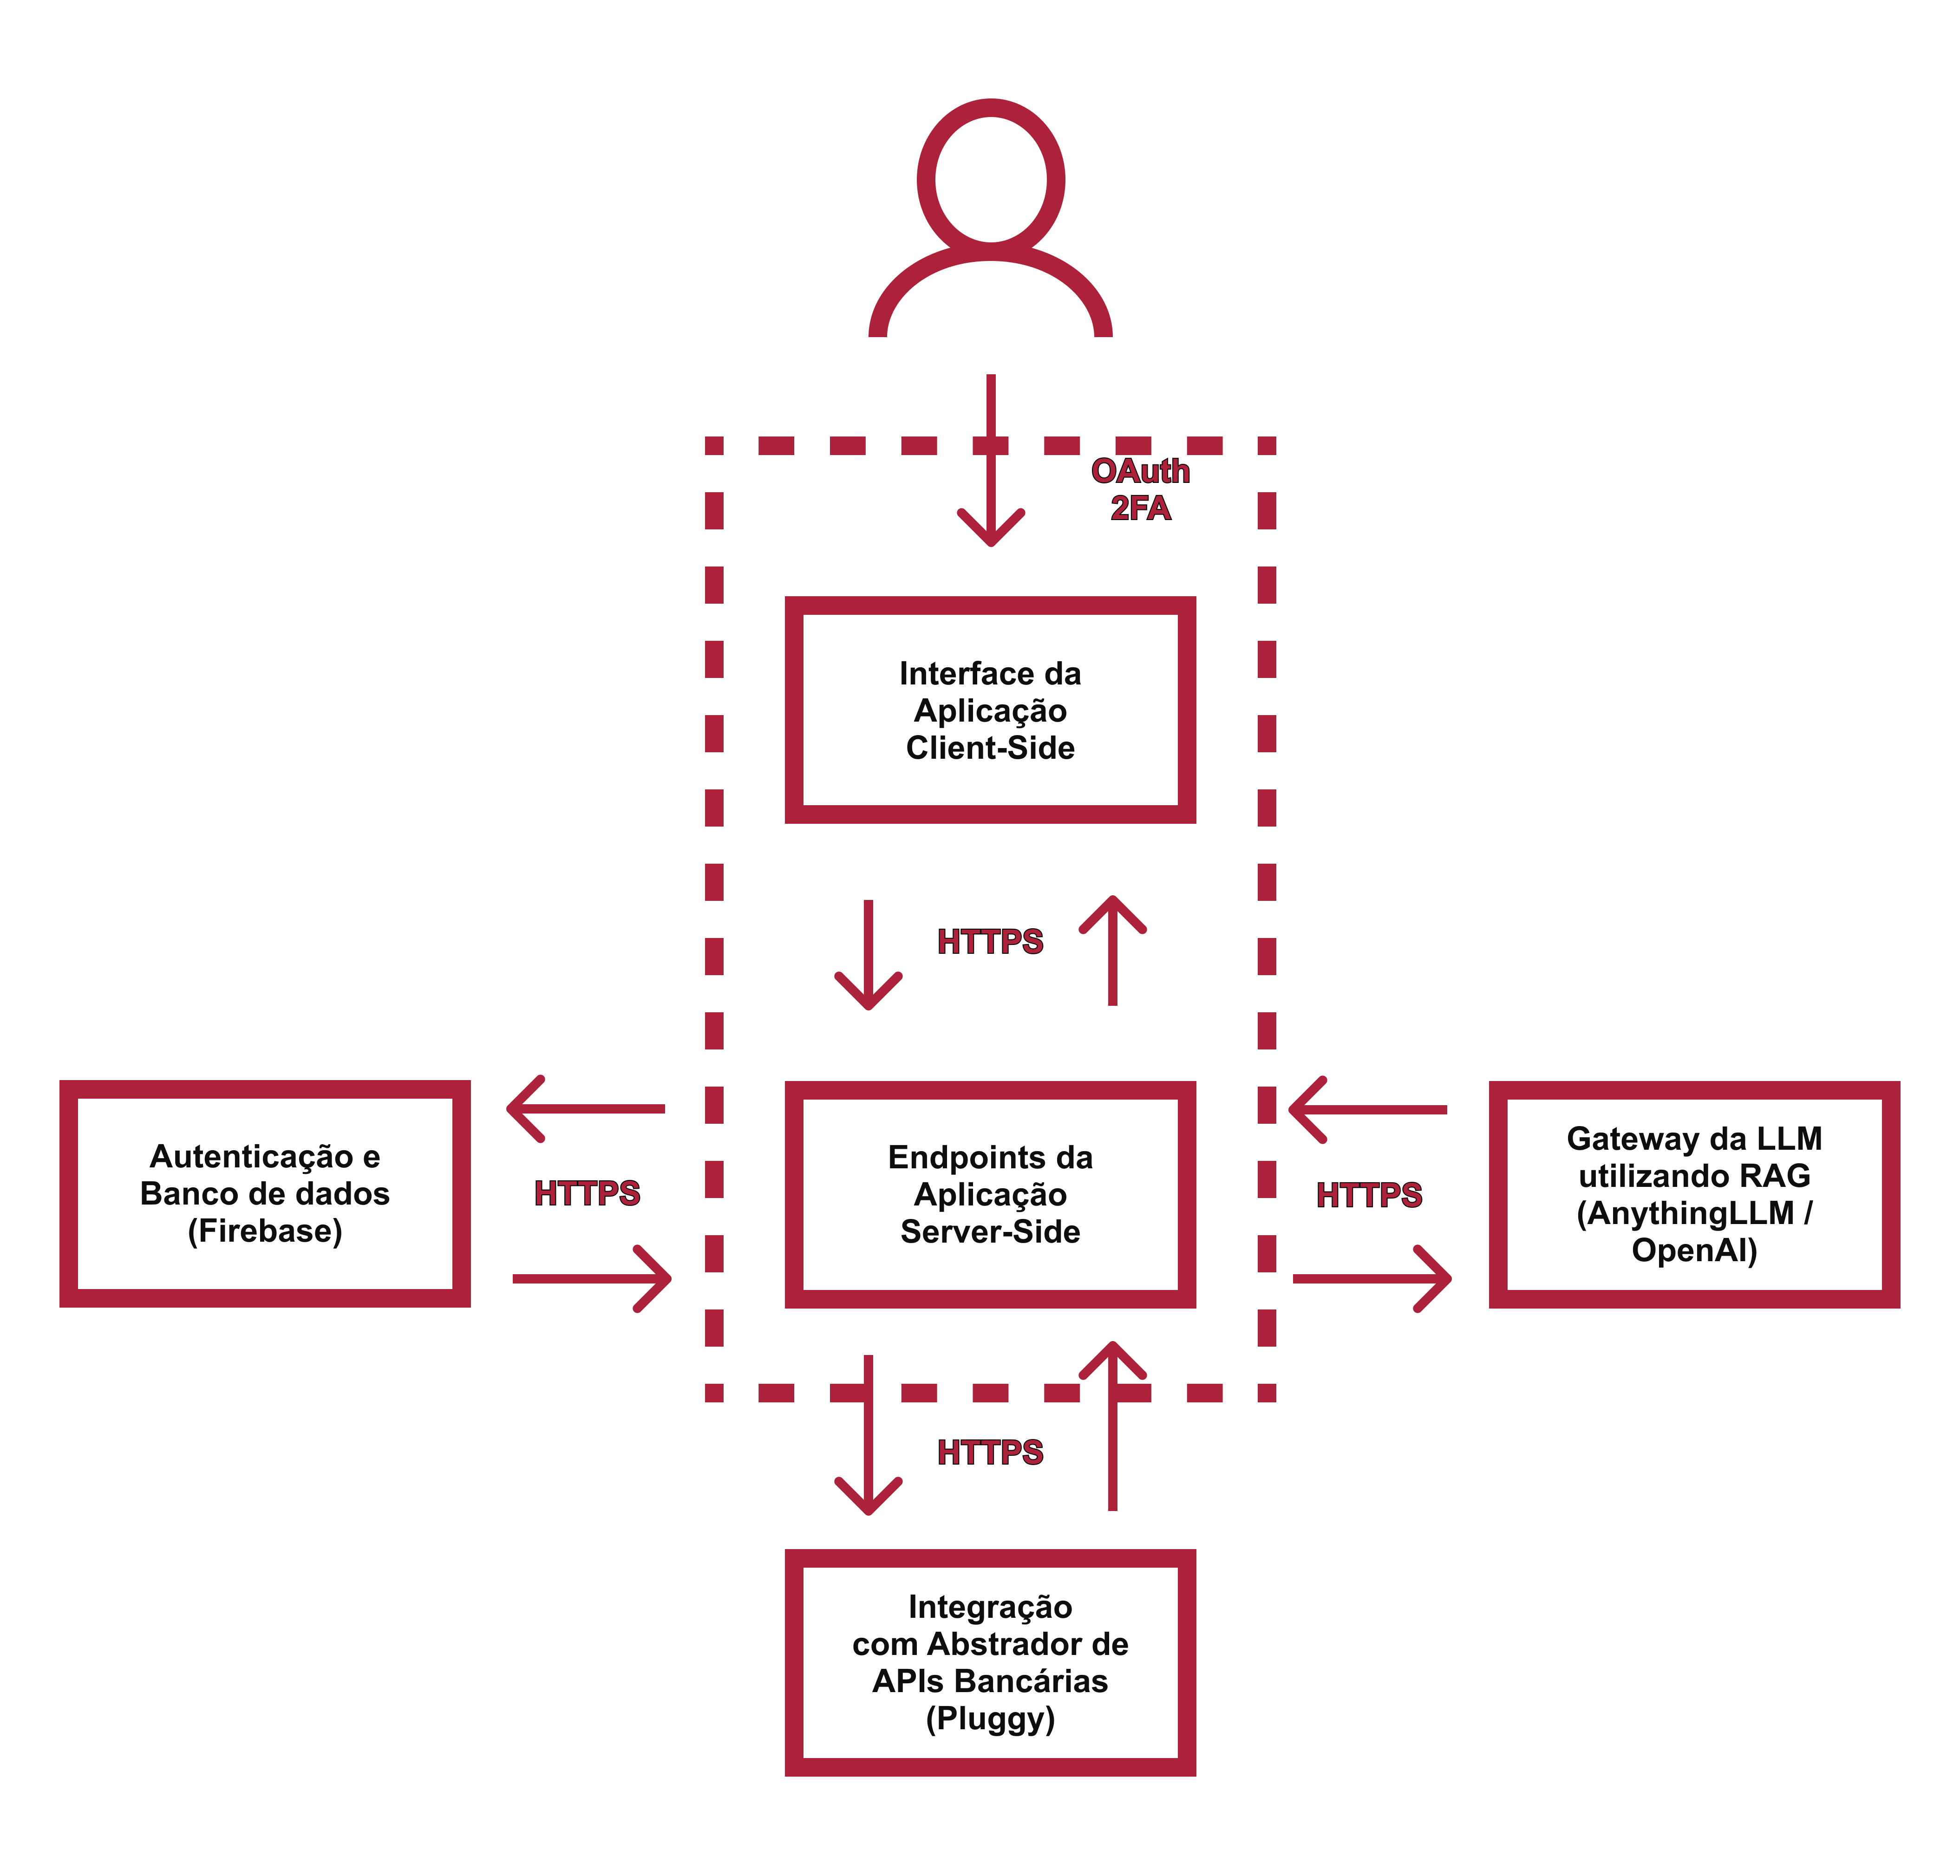 OAuth
2FA
Interface da
Aplicação
Client-Side
HTTPS
Autenticação e
Banco de dados
(Firebase)
HTTPS
Endpoints da
Aplicação
Server-Side
HTTPS
Gateway da LLM
utilizando RAG
(AnythingLLM /
OpenAI)
HTTPS
Integração
com Abstrador de
APIs Bancárias
(Pluggy)